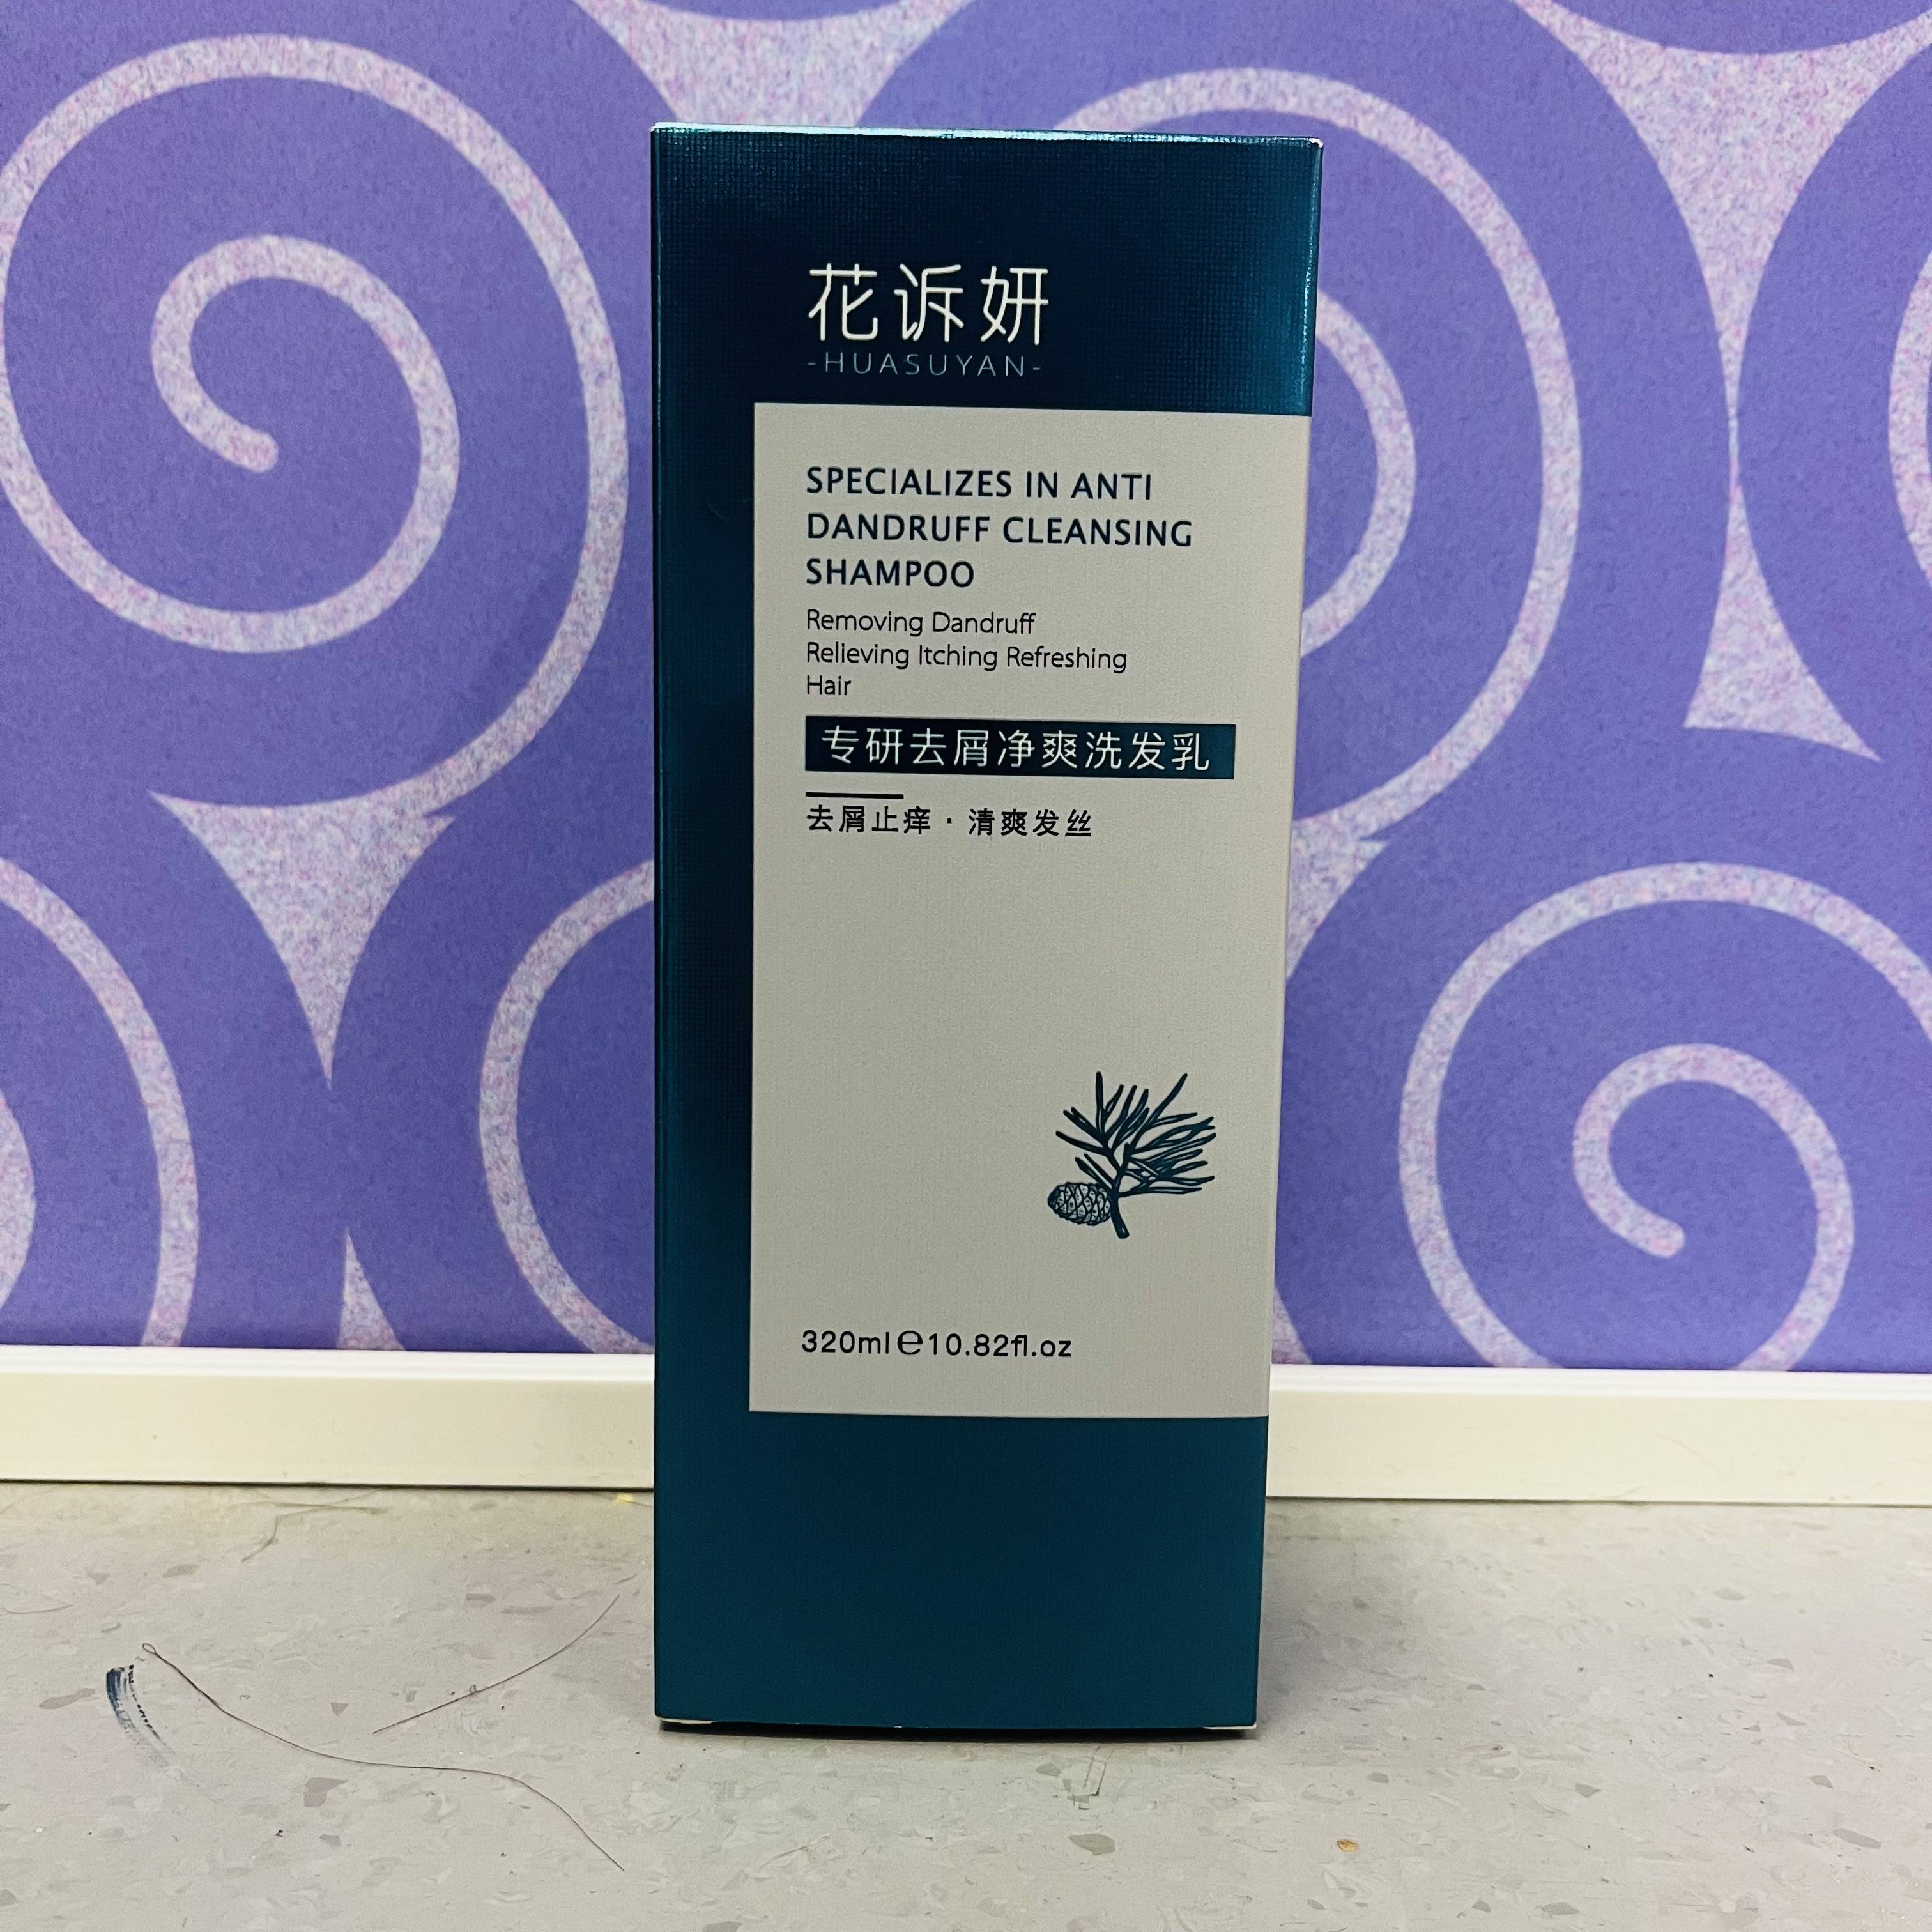 花诉妍
-HUASUYAN-
SPECIALIZES IN ANTI
DANDRUFF CLEANSING
SHAMPOO
Removing Dandruff
Relieving Itching Refreshing
Hair
专研去屑净爽洗发乳
去屑止痒·清爽发丝
320ml℮10.82fl.oz